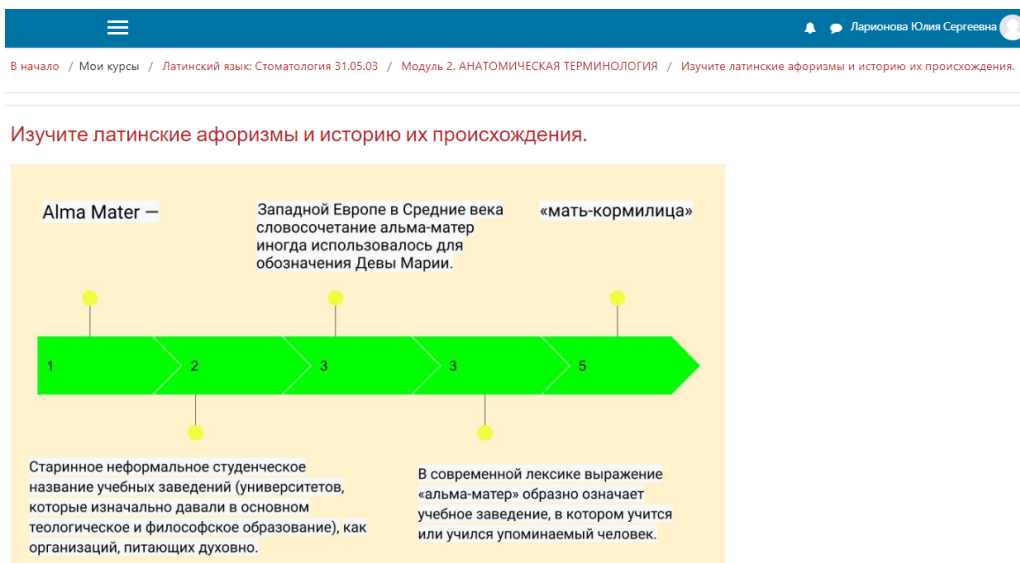 Ларионова Юлия Сергеевна
В начало / Мои курсы / Латинский язык: Стоматология 31.05.03 / Модуль 2. АНАТОМИЧЕСКАЯ ТЕРМИНОЛОГИЯ / Изучите латинские афоризмы и историю их происхождения.
Изучите латинские афоризмы и историю их происхождения.
Alma Mater —
Западной Европе в Средние века
словосочетание альма-матер
иногда использовалось для
обозначения Девы Марии.
«мать-кормилица»
1
2
3
3
5
Старинное неформальное студенческое
название учебных заведений (университетов,
которые изначально давали в основном
теологическое и философское образование), как
организаций, питающих духовно.
В современной лексике выражение
«альма-матер» образно означает
учебное заведение, в котором учится
или учился упоминаемый человек.